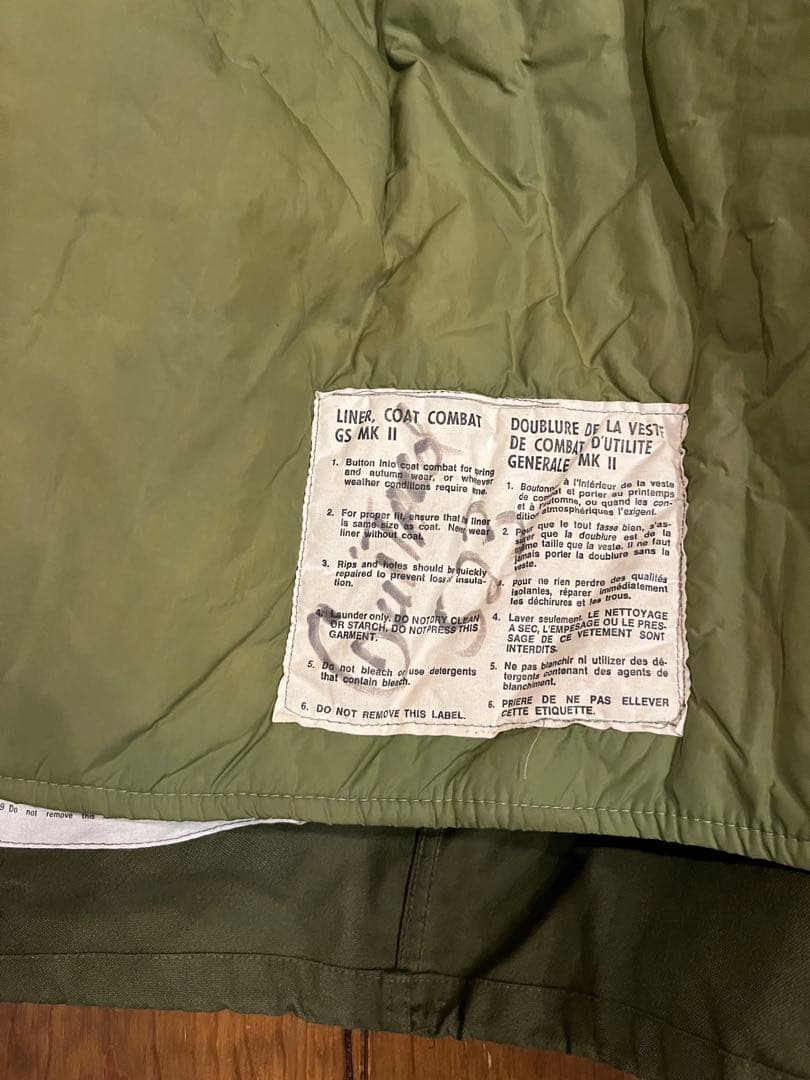 LINER, COAT COMBAT
GS MK II
1. Button into coat combat for spring
and autumn wear, or wherever
weather conditions require one.
2. For proper fit, ensure that liner
is same size as coat. Never wear
liner without coat.
3. Rips and holes should be quickly
repaired to prevent loss insula-
tion.
4. Launder only. DO NOT DRY CLEAN
OR STARCH. DO NOT PRESS THIS
GARMENT.
5. Do not bleach or use detergents
that contain bleach.
6. DO NOT REMOVE THIS LABEL.
DOUBLURE DE LA VESTE
DE COMBAT D'UTILITE
GENERALE MK II
1. Boutonner à l'intérieur de la veste
de combat et porter au printemps
et à l'automne, ou quand les con-
ditions atmosphériques l'exigent.
2. Pour que le tout fasse bien, s'as-
surer que la doublure est de la
même taille que la veste. Il ne faut
jamais porter la doublure sans la
veste.
3. Pour ne rien perdre des qualités
isolantes, réparer immédiatement
les déchirures et les trous.
4. Laver seulement. LE NETTOYAGE
A SEC, L'EMPESAGE OU LE PRES-
SAGE DE CE VETEMENT SONT
INTERDITS.
5. Ne pas blanchir ni utiliser des dé-
tergents contenant des agents de
blanchiment.
6. PRIERE DE NE PAS ELLEVER
CETTE ETIQUETTE.
9 Do not remove this